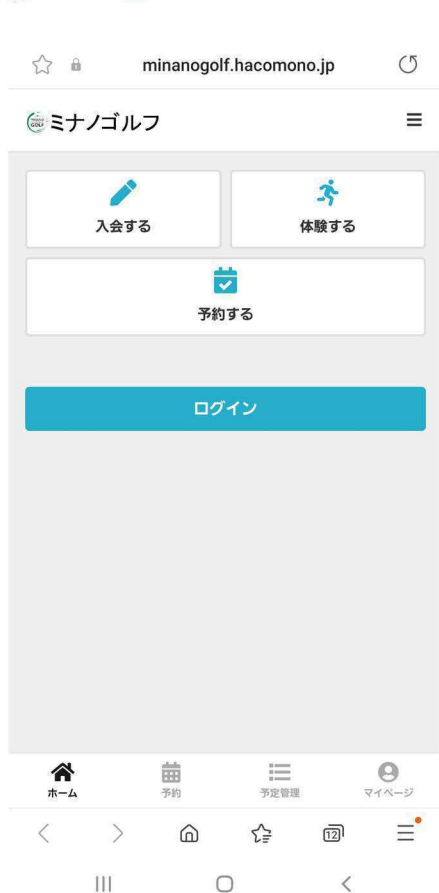 minanogolf.hacomono.jp
ミナノゴルフ
入会する
体験する
予約する
ログイン
ホーム
予約
予定管理
マイページ
12